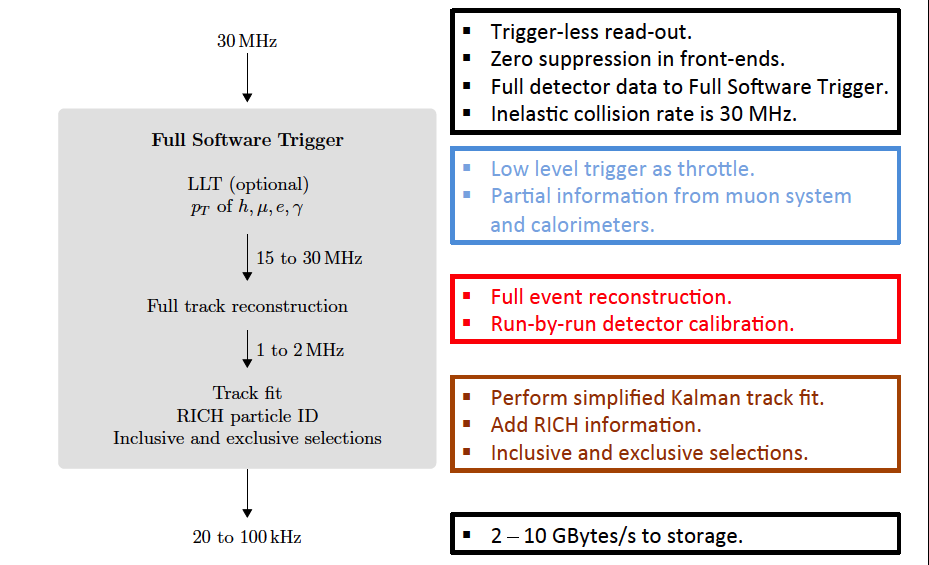 30 MHz
Full Software Trigger
LLT (optional)
p_T of h, μ, e, γ
15 to 30 MHz
Full track reconstruction
1 to 2 MHz
Track fit
RICH particle ID
Inclusive and exclusive selections
20 to 100 kHz
▪ Trigger-less read-out.
▪ Zero suppression in front-ends.
▪ Full detector data to Full Software Trigger.
▪ Inelastic collision rate is 30 MHz.
▪ Low level trigger as throttle.
▪ Partial information from muon system
and calorimeters.
▪ Full event reconstruction.
▪ Run-by-run detector calibration.
▪ Perform simplified Kalman track fit.
▪ Add RICH information.
▪ Inclusive and exclusive selections.
▪ 2 – 10 GBytes/s to storage.